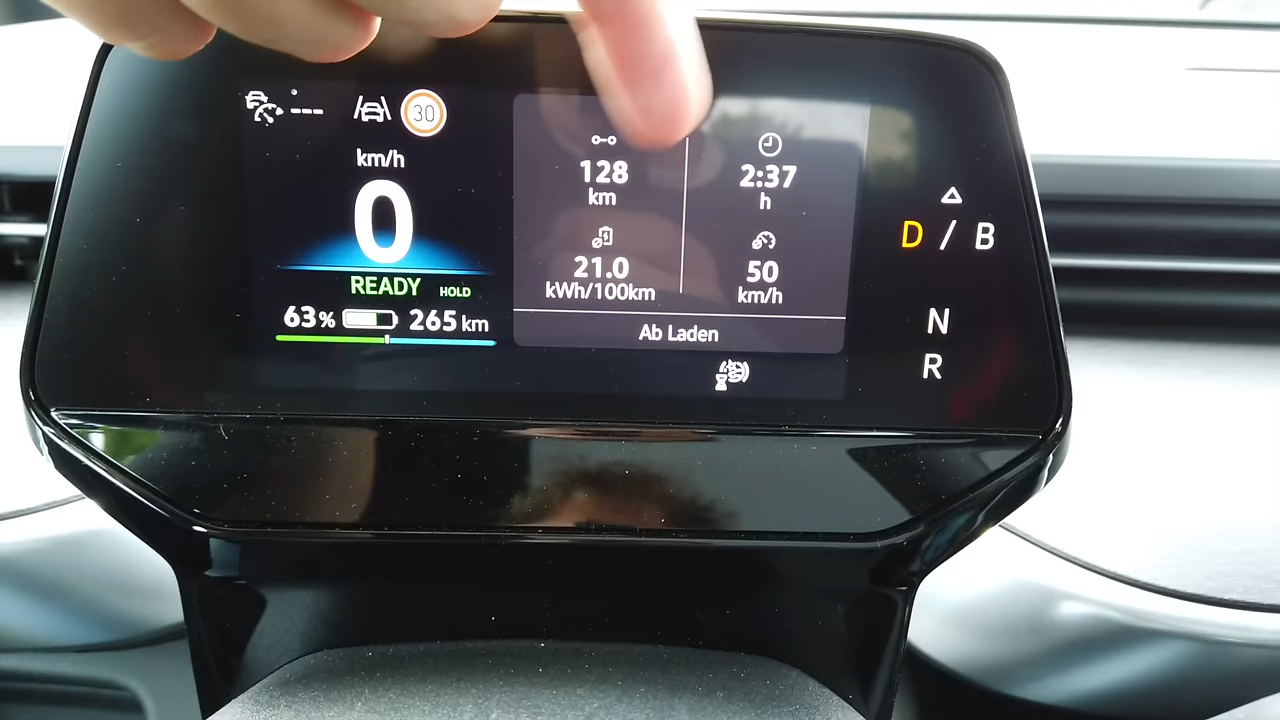 ---
30
km/h
0
READY HOLD
63% 265 km
128
km
2:37
h
21.0
kWh/100km
50
km/h
Ab Laden
D / B
N
R